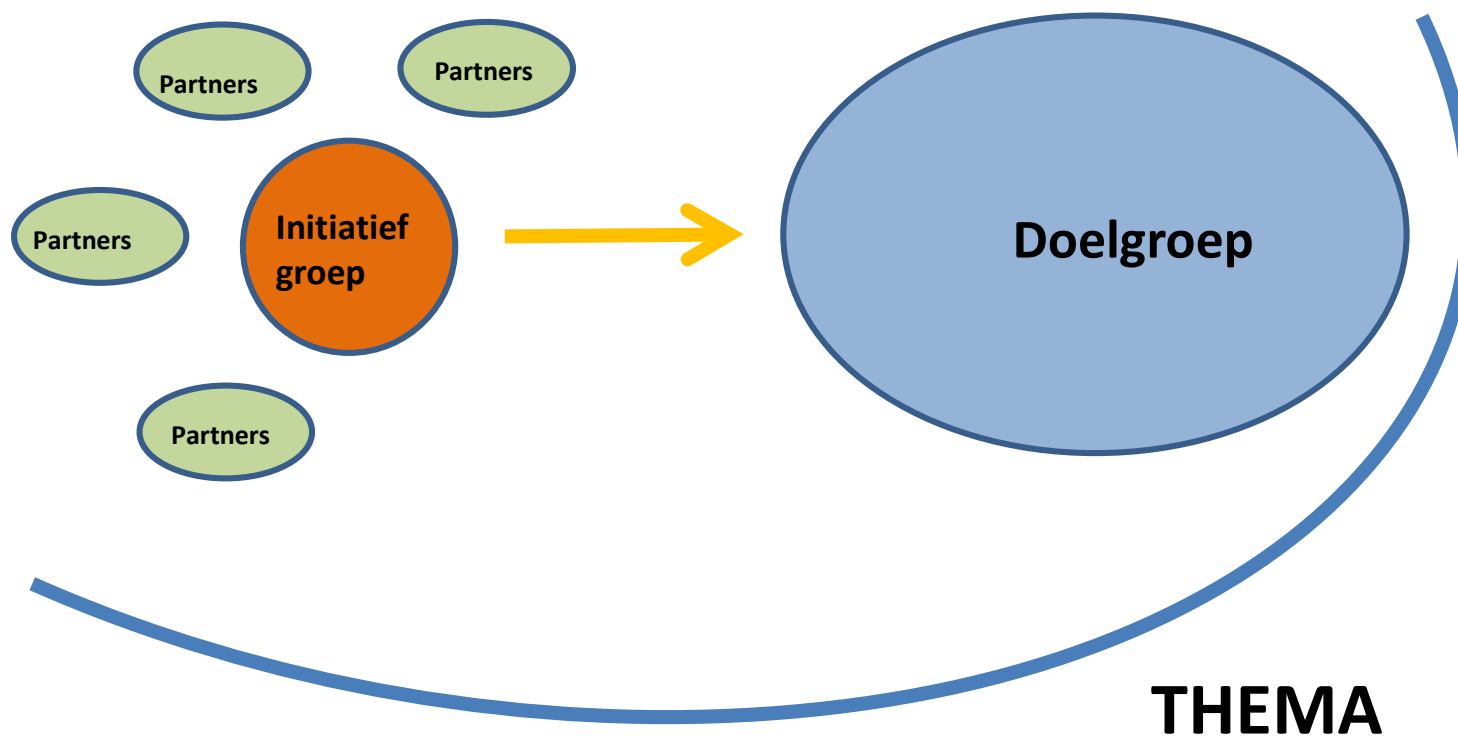 Partners
Partners
Partners
Initiatief
groep
Doelgroep
Partners
THEMA